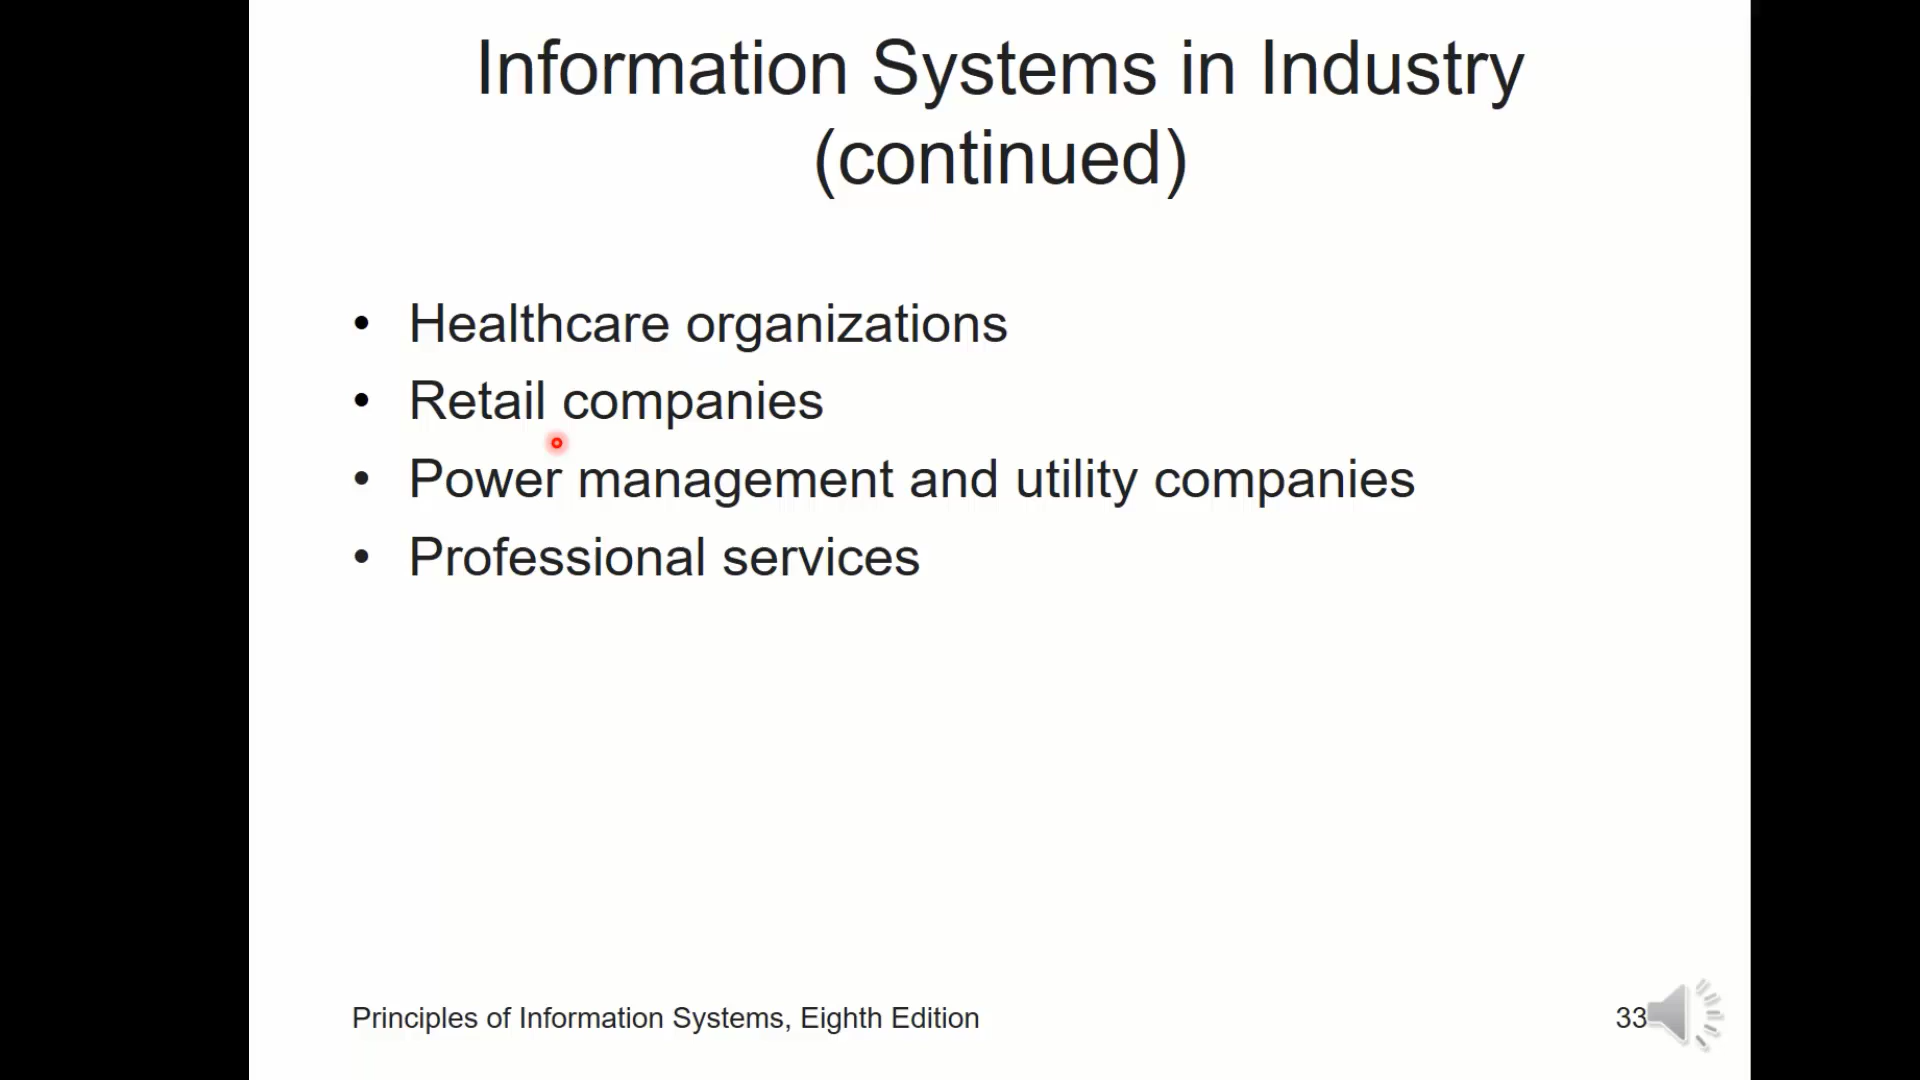 Information Systems in Industry
(continued)
• Healthcare organizations
• Retail companies
• Power management and utility companies
• Professional services
Principles of Information Systems, Eighth Edition
33